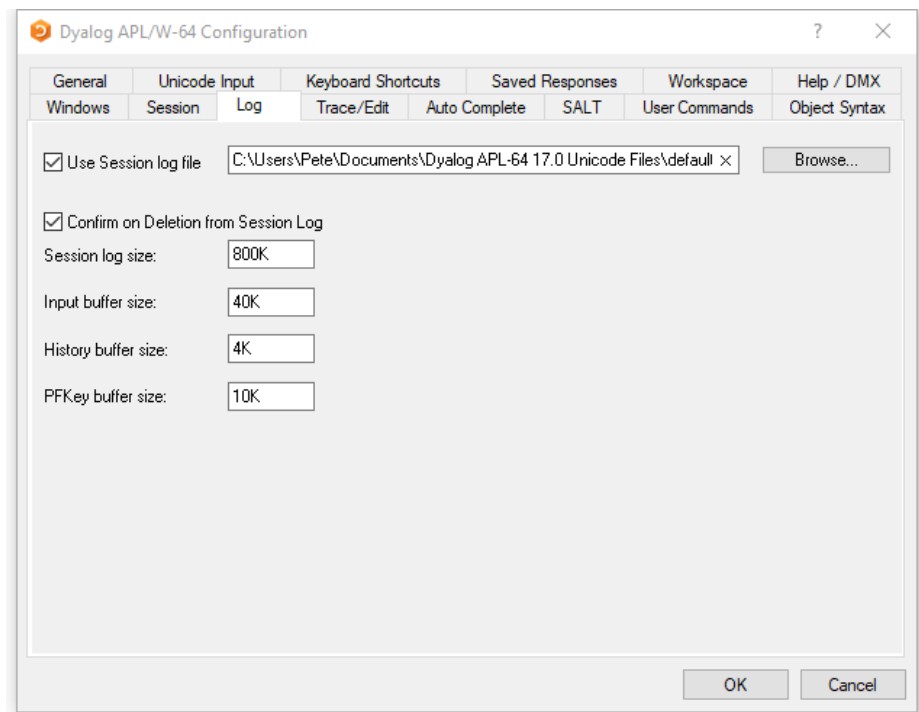 Dyalog APL/W-64 Configuration
General Unicode Input Keyboard Shortcuts Saved Responses Workspace Help / DMX
Windows Session Log Trace/Edit Auto Complete SALT User Commands Object Syntax
Use Session log file C:\Users\Pete\Documents\Dyalog APL-64 17.0 Unicode Files\default Browse...
Confirm on Deletion from Session Log
Session log size: 800K
Input buffer size: 40K
History buffer size: 4K
PFKey buffer size: 10K
OK Cancel